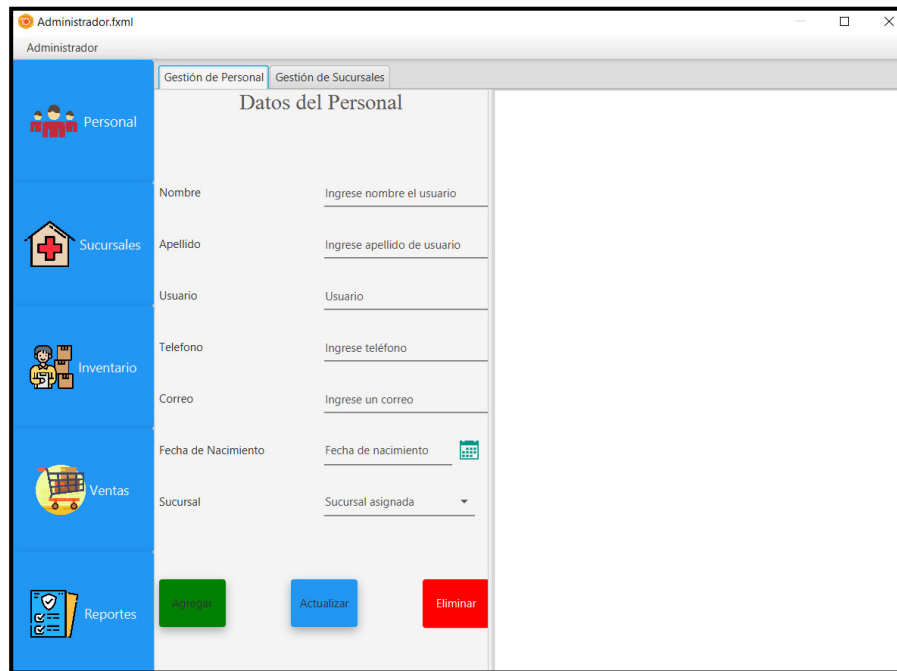 Administrador.fxml
Administrador
Personal
Sucursales
Inventario
Ventas
Reportes
Gestión de Personal
Gestión de Sucursales
Datos del Personal
Nombre
Ingrese nombre el usuario
Apellido
Ingrese apellido de usuario
Usuario
Usuario
Telefono
Ingrese teléfono
Correo
Ingrese un correo
Fecha de Nacimiento
Fecha de nacimiento
Sucursal
Sucursal asignada
Agregar
Actualizar
Eliminar